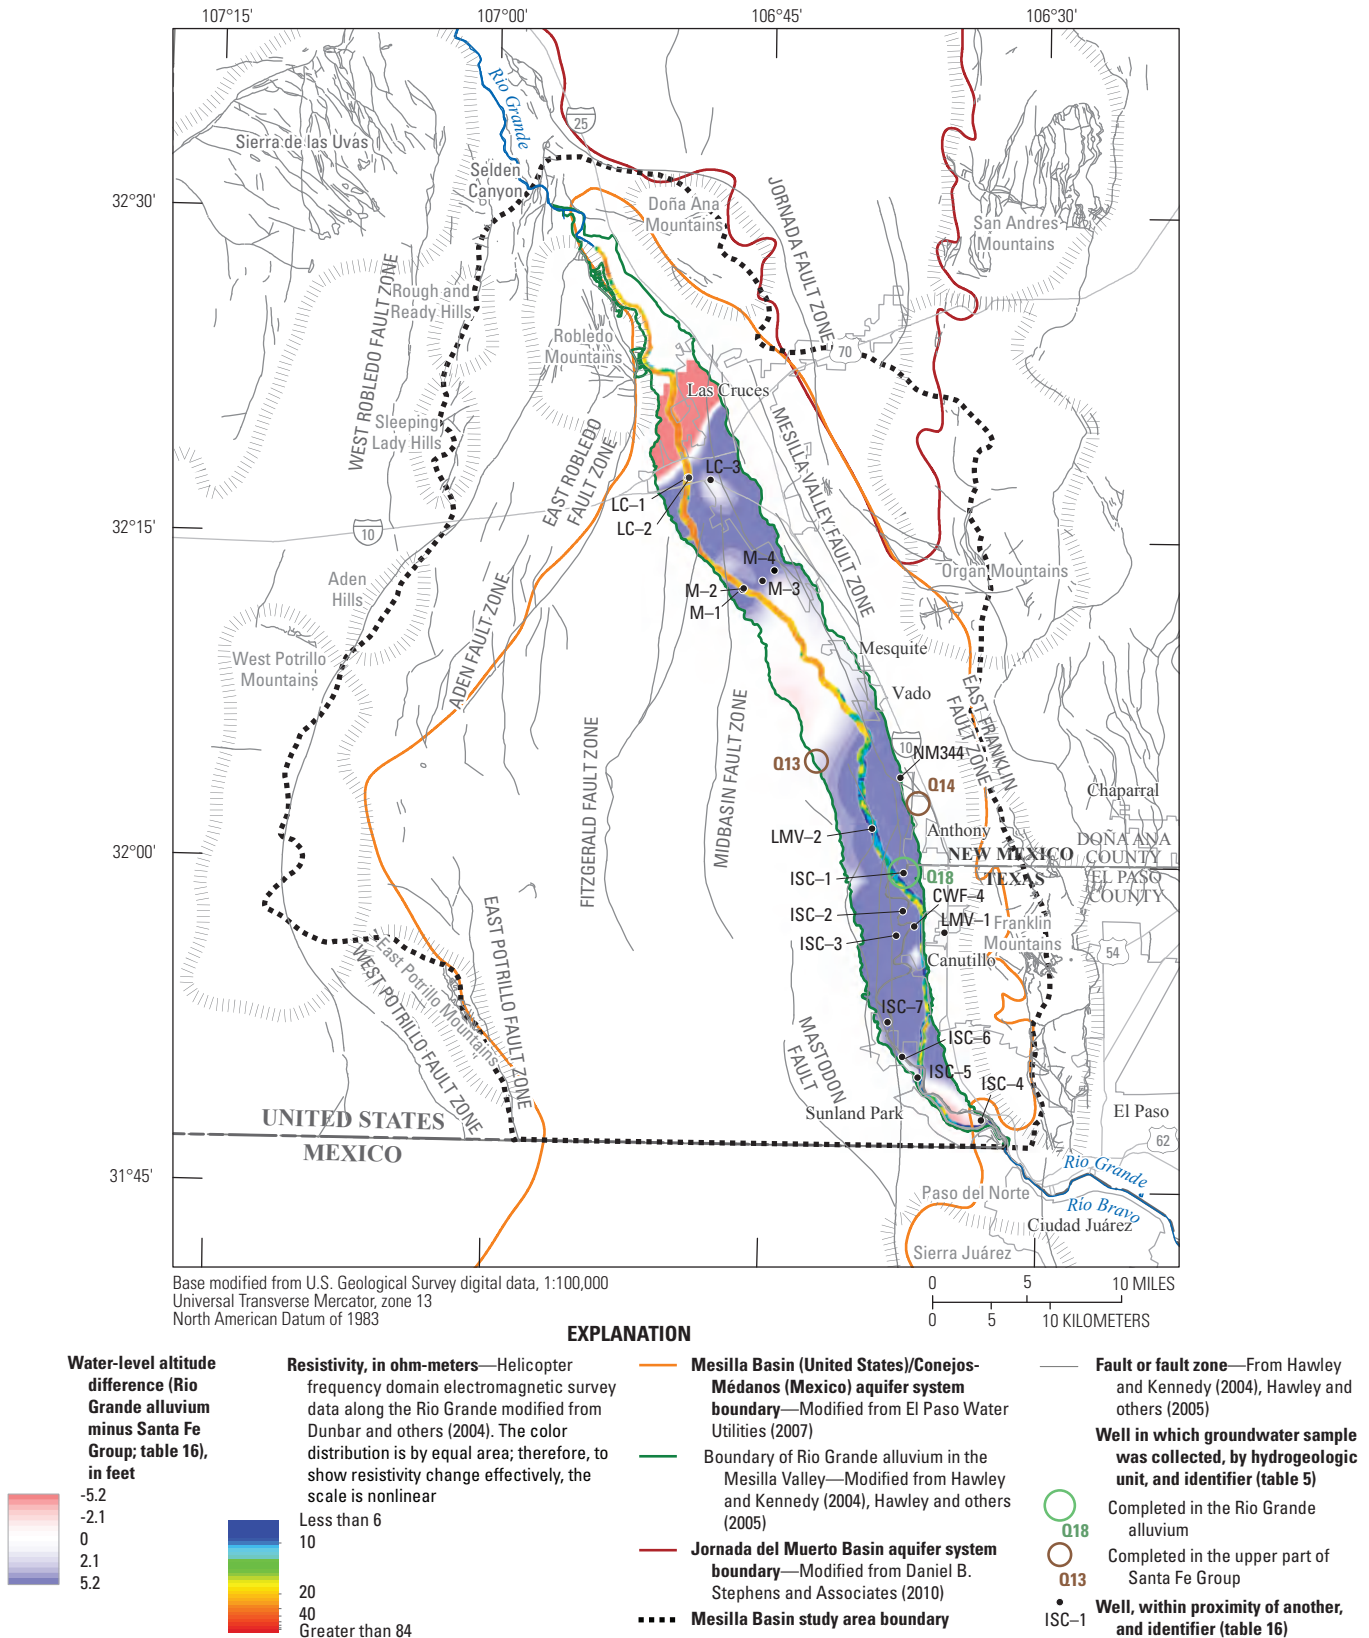 107°15'
107°00'
106°45'
106°30'
Rio Grande
25
Sierra de las Uvas
Selden
Canyon
32°30'
Doña Ana
Mountains
JORNADA FAULT ZONE
San Andres
Mountains
WEST ROBLEDO FAULT ZONE
Rough and
Ready Hills
Robledo
Mountains
70
Las Cruces
Sleeping
Lady Hills
EAST ROBLEDO
FAULT ZONE
MESILLA VALLEY FAULT ZONE
LC–3
LC–1
LC–2
32°15'
10
M–4
Organ Mountains
Aden
Hills
M–2
M–3
M–1
ADEN FAULT ZONE
West Potrillo
Mountains
Mesquite
Vado
EAST FRANKLIN
FAULT ZONE
FITZGERALD FAULT ZONE
MIDBASIN FAULT ZONE
10
NM344
Q13
Q14
Chaparral
LMV–2
Anthony
DOÑA ANA
COUNTY
32°00'
NEW MEXICO
TEXAS
EL PASO
COUNTY
ISC–1
Q18
CWF–4
ISC–2
LMV–1
Franklin
Mountains
ISC–3
54
Canutillo
EAST POTRILLO FAULT ZONE
East Potrillo Mountains
WEST POTRILLO FAULT ZONE
ISC–7
MASTODON
FAULT
ISC–6
ISC–5
ISC–4
Sunland Park
El Paso
UNITED STATES
MEXICO
62
Rio Grande
31°45'
Paso del Norte
Río Bravo
Ciudad Juárez
Sierra Juárez
Base modified from U.S. Geological Survey digital data, 1:100,000
Universal Transverse Mercator, zone 13
North American Datum of 1983
0 5 10 MILES
0 5 10 KILOMETERS
EXPLANATION
Water-level altitude
difference (Rio
Grande alluvium
minus Santa Fe
Group; table 16),
in feet
-5.2
-2.1
0
2.1
5.2
Resistivity, in ohm-meters—Helicopter
frequency domain electromagnetic survey
data along the Rio Grande modified from
Dunbar and others (2004). The color
distribution is by equal area; therefore, to
show resistivity change effectively, the
scale is nonlinear
Less than 6
10
20
40
Greater than 84
Mesilla Basin (United States)/Conejos-
Médanos (Mexico) aquifer system
boundary—Modified from El Paso Water
Utilities (2007)
Boundary of Rio Grande alluvium in the
Mesilla Valley—Modified from Hawley
and Kennedy (2004), Hawley and others
(2005)
Jornada del Muerto Basin aquifer system
boundary—Modified from Daniel B.
Stephens and Associates (2010)
Mesilla Basin study area boundary
Fault or fault zone—From Hawley
and Kennedy (2004), Hawley and
others (2005)
Well in which groundwater sample
was collected, by hydrogeologic
unit, and identifier (table 5)
Completed in the Rio Grande
alluvium
Q18
Completed in the upper part of
Santa Fe Group
Q13
Well, within proximity of another,
and identifier (table 16)
ISC–1